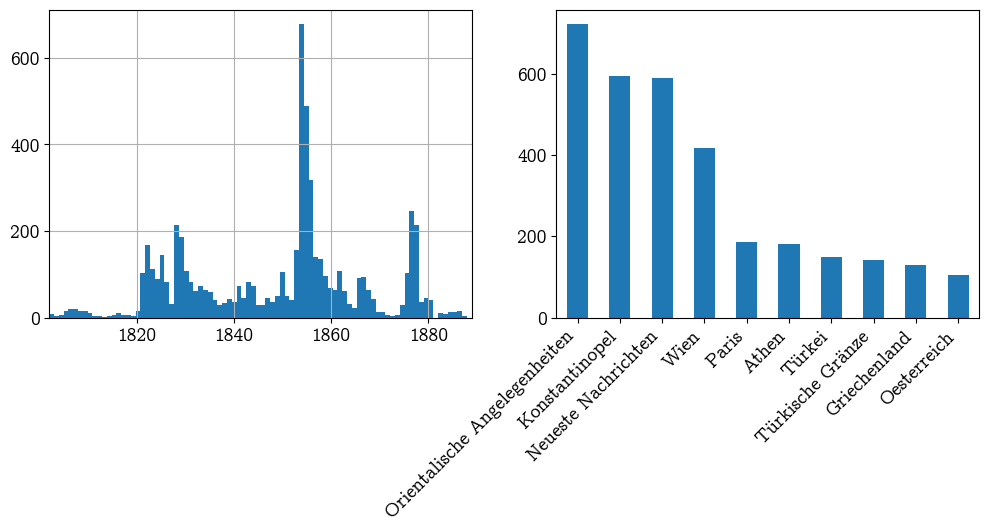 600
400
200
0
1820
1840
1860
1880
600
400
200
0
Orientalische Angelegenheiten
Konstantinopel
Neueste Nachrichten
Wien
Paris
Athen
Türkei
Türkische Gränze
Griechenland
Oesterreich